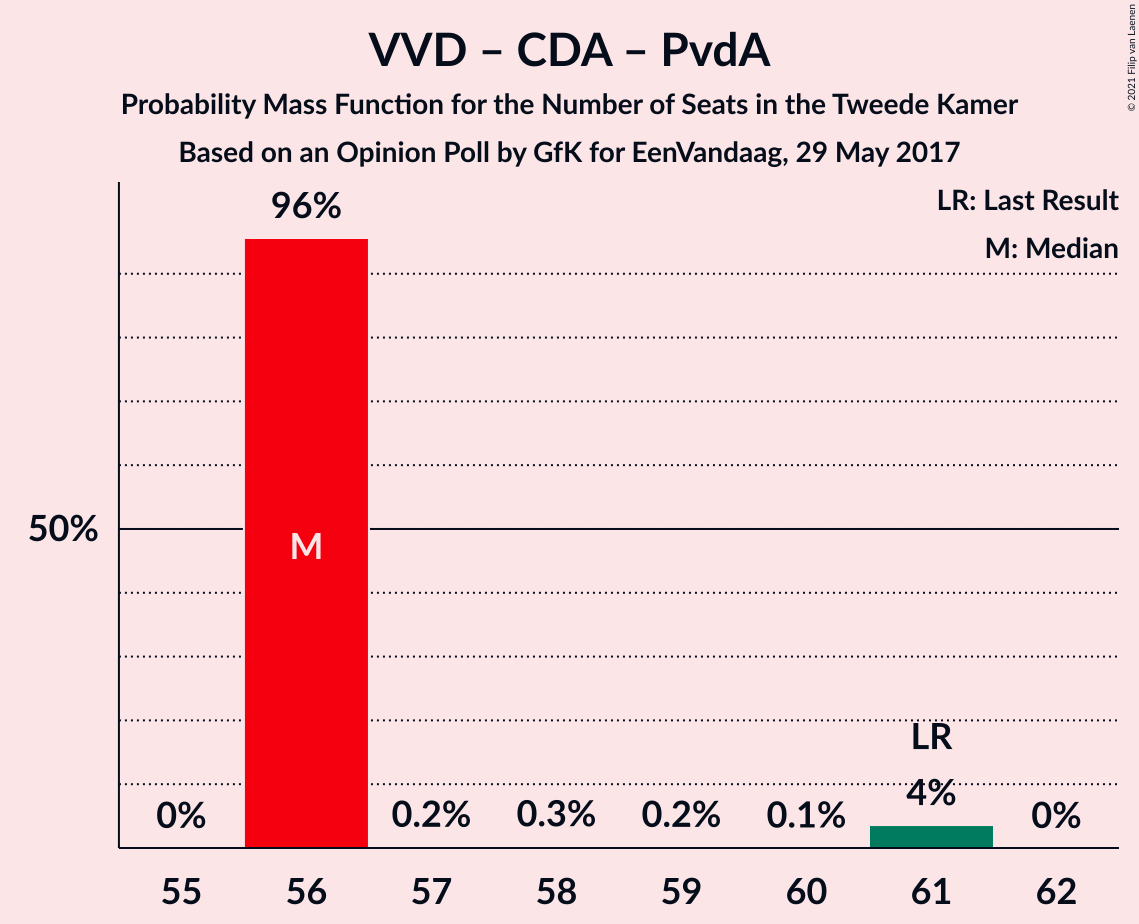 VVD – CDA – PvdA
Probability Mass Function for the Number of Seats in the Tweede Kamer
Based on an Opinion Poll by GfK for EenVandaag, 29 May 2017
© 2021 Filip van Laenen
LR: Last Result
M: Median
96%
50%
M
LR
0%
0.2%
0.3%
0.2%
0.1%
4%
0%
55
56
57
58
59
60
61
62